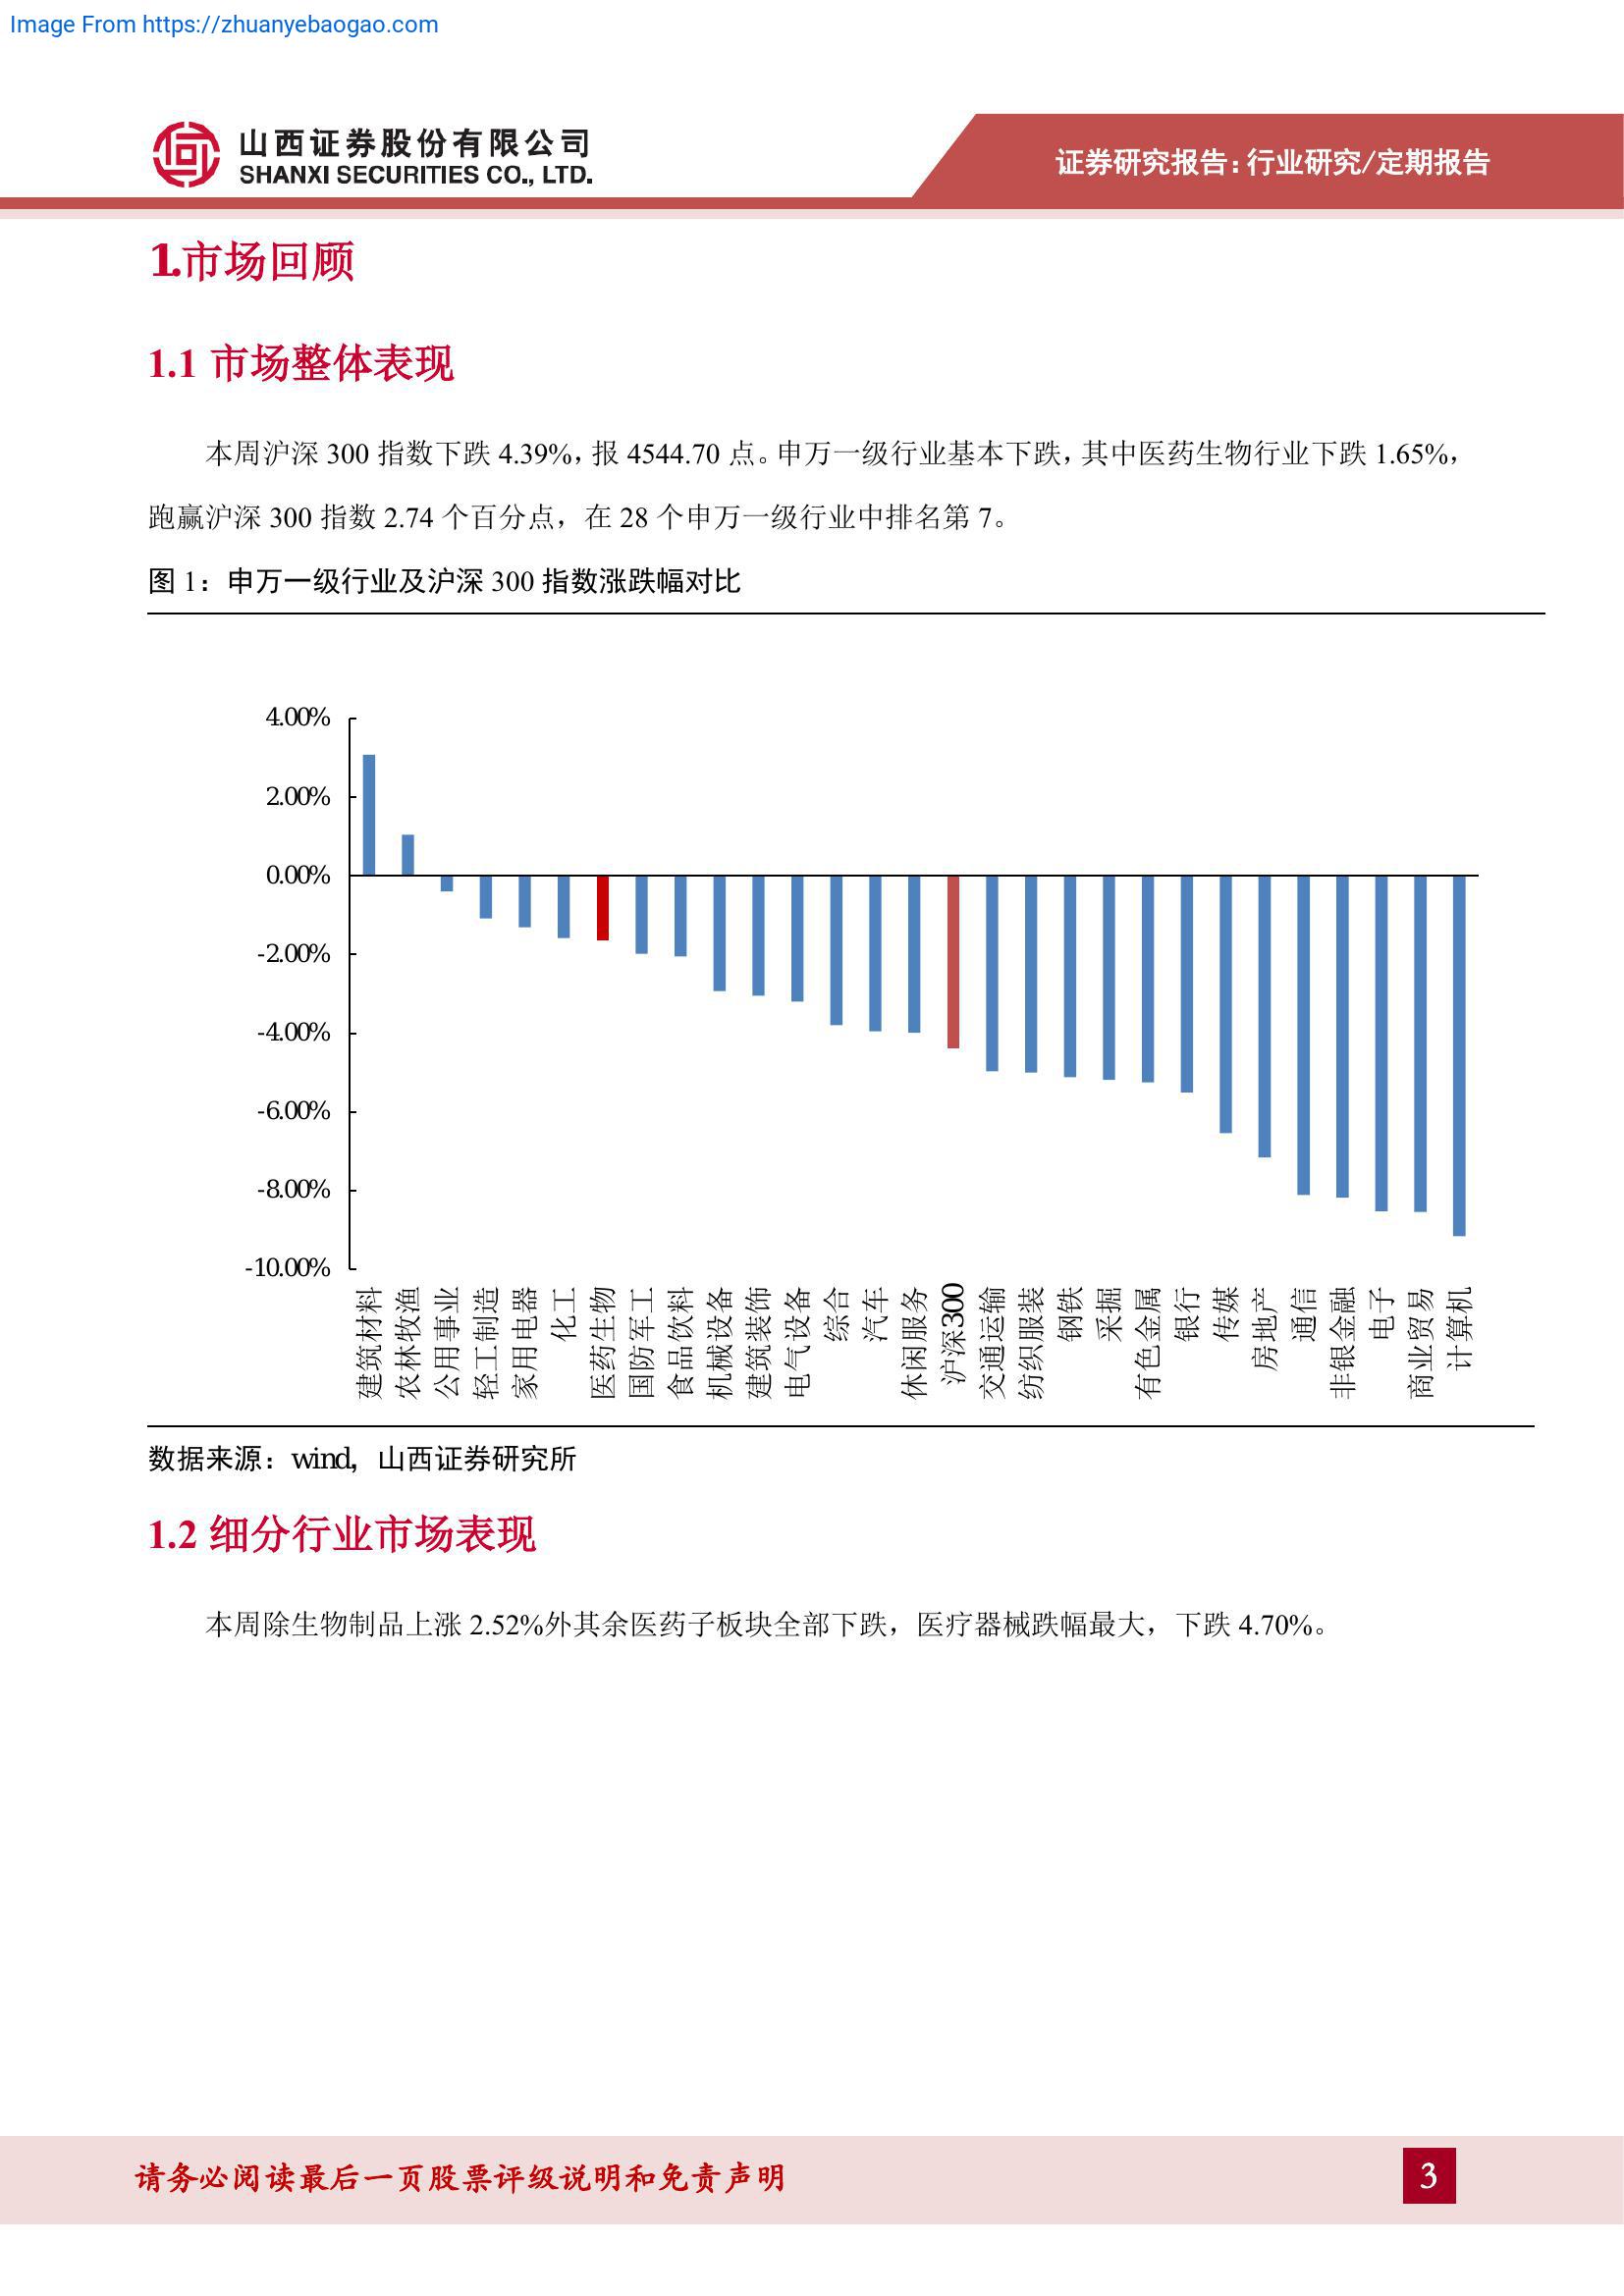 Image From https://zhuanyebaogao.com
山西证券股份有限公司
SHANXI SECURITIES CO., LTD.
证券研究报告：行业研究/定期报告
1.市场回顾
1.1 市场整体表现
本周沪深 300 指数下跌 4.39%，报 4544.70 点。申万一级行业基本下跌，其中医药生物行业下跌 1.65%，
跑赢沪深 300 指数 2.74 个百分点，在 28 个申万一级行业中排名第 7。
图 1：申万一级行业及沪深 300 指数涨跌幅对比
4.00%
2.00%
0.00%
-2.00%
-4.00%
-6.00%
-8.00%
-10.00%
建筑材料
农林牧渔
公用事业
轻工制造
家用电器
化工
医药生物
国防军工
食品饮料
机械设备
建筑装饰
电气设备
综合
汽车
休闲服务
沪深300
交通运输
纺织服装
钢铁
采掘
有色金属
银行
传媒
房地产
通信
非银金融
电子
商业贸易
计算机
数据来源：wind，山西证券研究所
1.2 细分行业市场表现
本周除生物制品上涨 2.52%外其余医药子板块全部下跌，医疗器械跌幅最大，下跌 4.70%。
请务必阅读最后一页股票评级说明和免责声明
3